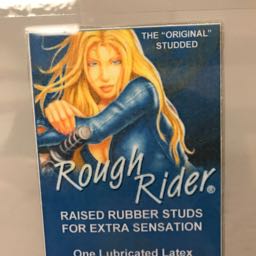 THE "ORIGINAL"
STUDDED
Rough
Rider®
RAISED RUBBER STUDS
FOR EXTRA SENSATION
One Lubricated Latex